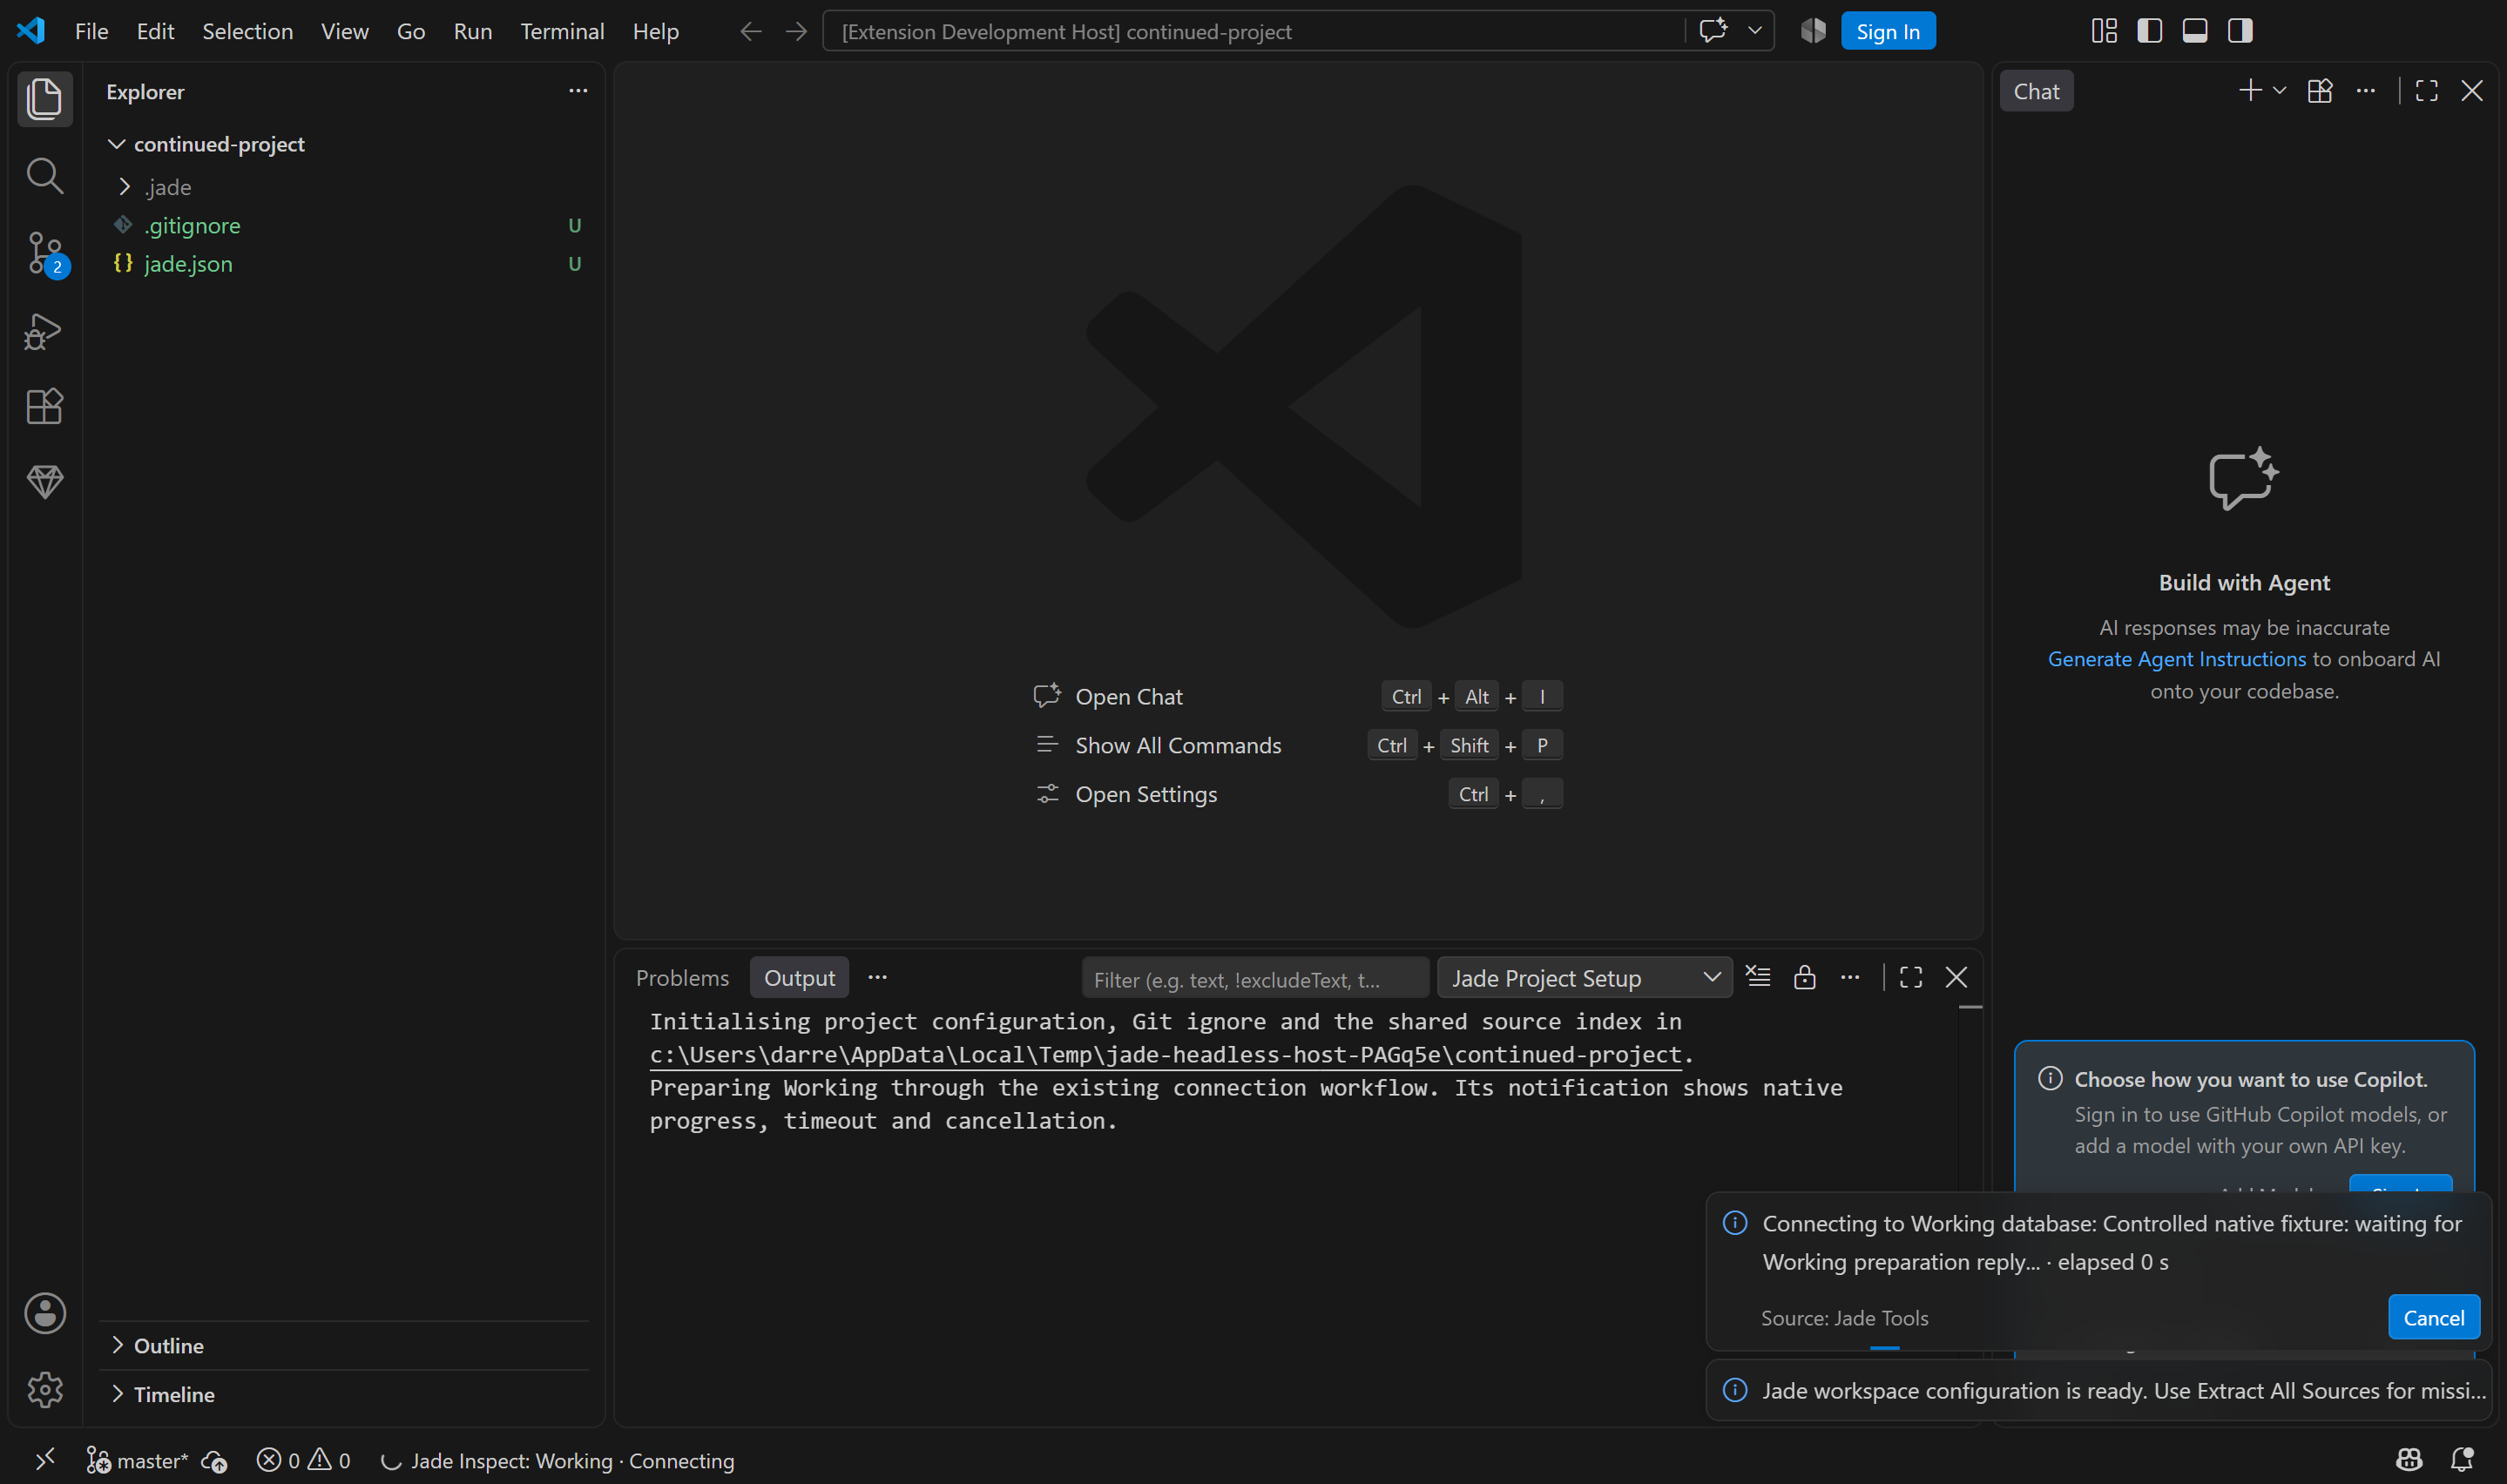 File Edit Selection View Go Run Terminal Help
[Extension Development Host] continued-project
Sign In
Explorer
continued-project
.jade
.gitignore U
jade.json U
2
Outline
Timeline
Open Chat Ctrl + Alt + I
Show All Commands Ctrl + Shift + P
Open Settings Ctrl + ,
Problems Output
Filter (e.g. text, !excludeText, t...
Jade Project Setup
Initialising project configuration, Git ignore and the shared source index in
c:\Users\darre\AppData\Local\Temp\jade-headless-host-PAGq5e\continued-project.
Preparing Working through the existing connection workflow. Its notification shows native
progress, timeout and cancellation.
Chat
Build with Agent
AI responses may be inaccurate
Generate Agent Instructions to onboard AI
onto your codebase.
Choose how you want to use Copilot.
Sign in to use GitHub Copilot models, or
add a model with your own API key.
Connecting to Working database: Controlled native fixture: waiting for
Working preparation reply... · elapsed 0 s
Source: Jade Tools
Cancel
Jade workspace configuration is ready. Use Extract All Sources for missi...
master* 0 0 Jade Inspect: Working · Connecting